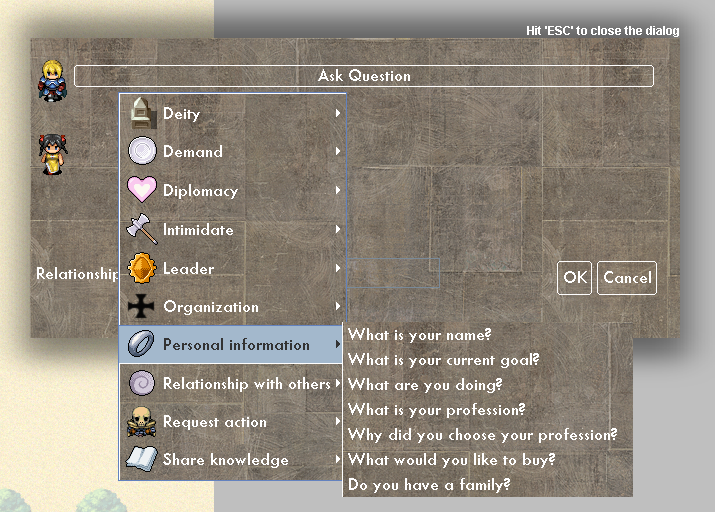 Hit 'ESC' to close the dialog
Ask Question
Deity
Demand
Diplomacy
Intimidate
Leader
Relationship
OK
Cancel
Organization
Personal information
Relationship with others
Request action
Share knowledge
What is your name?
What is your current goal?
What are you doing?
What is your profession?
Why did you choose your profession?
What would you like to buy?
Do you have a family?